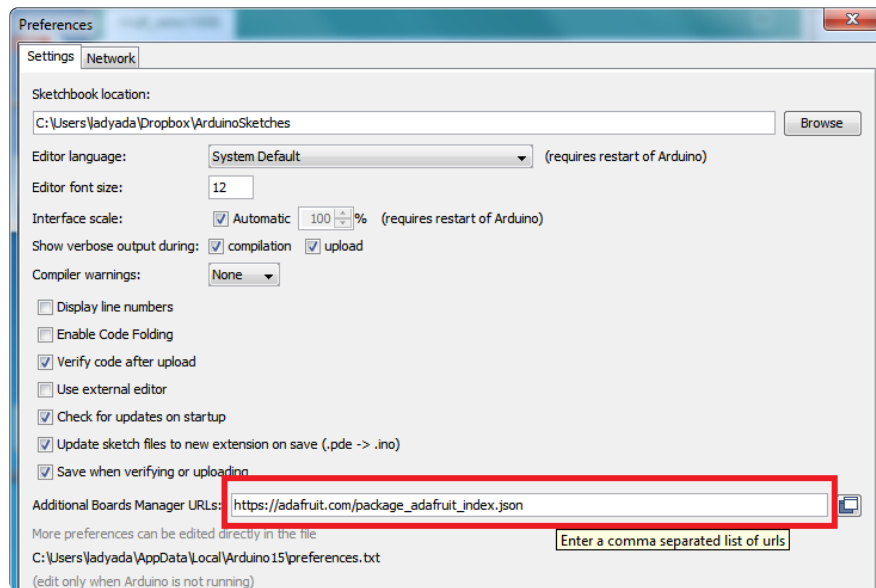 Preferences
Settings Network
Sketchbook location:
C:\Users\ladyada\Dropbox\ArduinoSketches Browse
Editor language: System Default (requires restart of Arduino)
Editor font size: 12
Interface scale: Automatic 100 % (requires restart of Arduino)
Show verbose output during: compilation upload
Compiler warnings: None
Display line numbers
Enable Code Folding
Verify code after upload
Use external editor
Check for updates on startup
Update sketch files to new extension on save (.pde -> .ino)
Save when verifying or uploading
Additional Boards Manager URLs: https://adafruit.com/package_adafruit_index.json
More preferences can be edited directly in the file
Enter a comma separated list of urls
C:\Users\ladyada\AppData\Local\Arduino15\preferences.txt
(edit only when Arduino is not running)